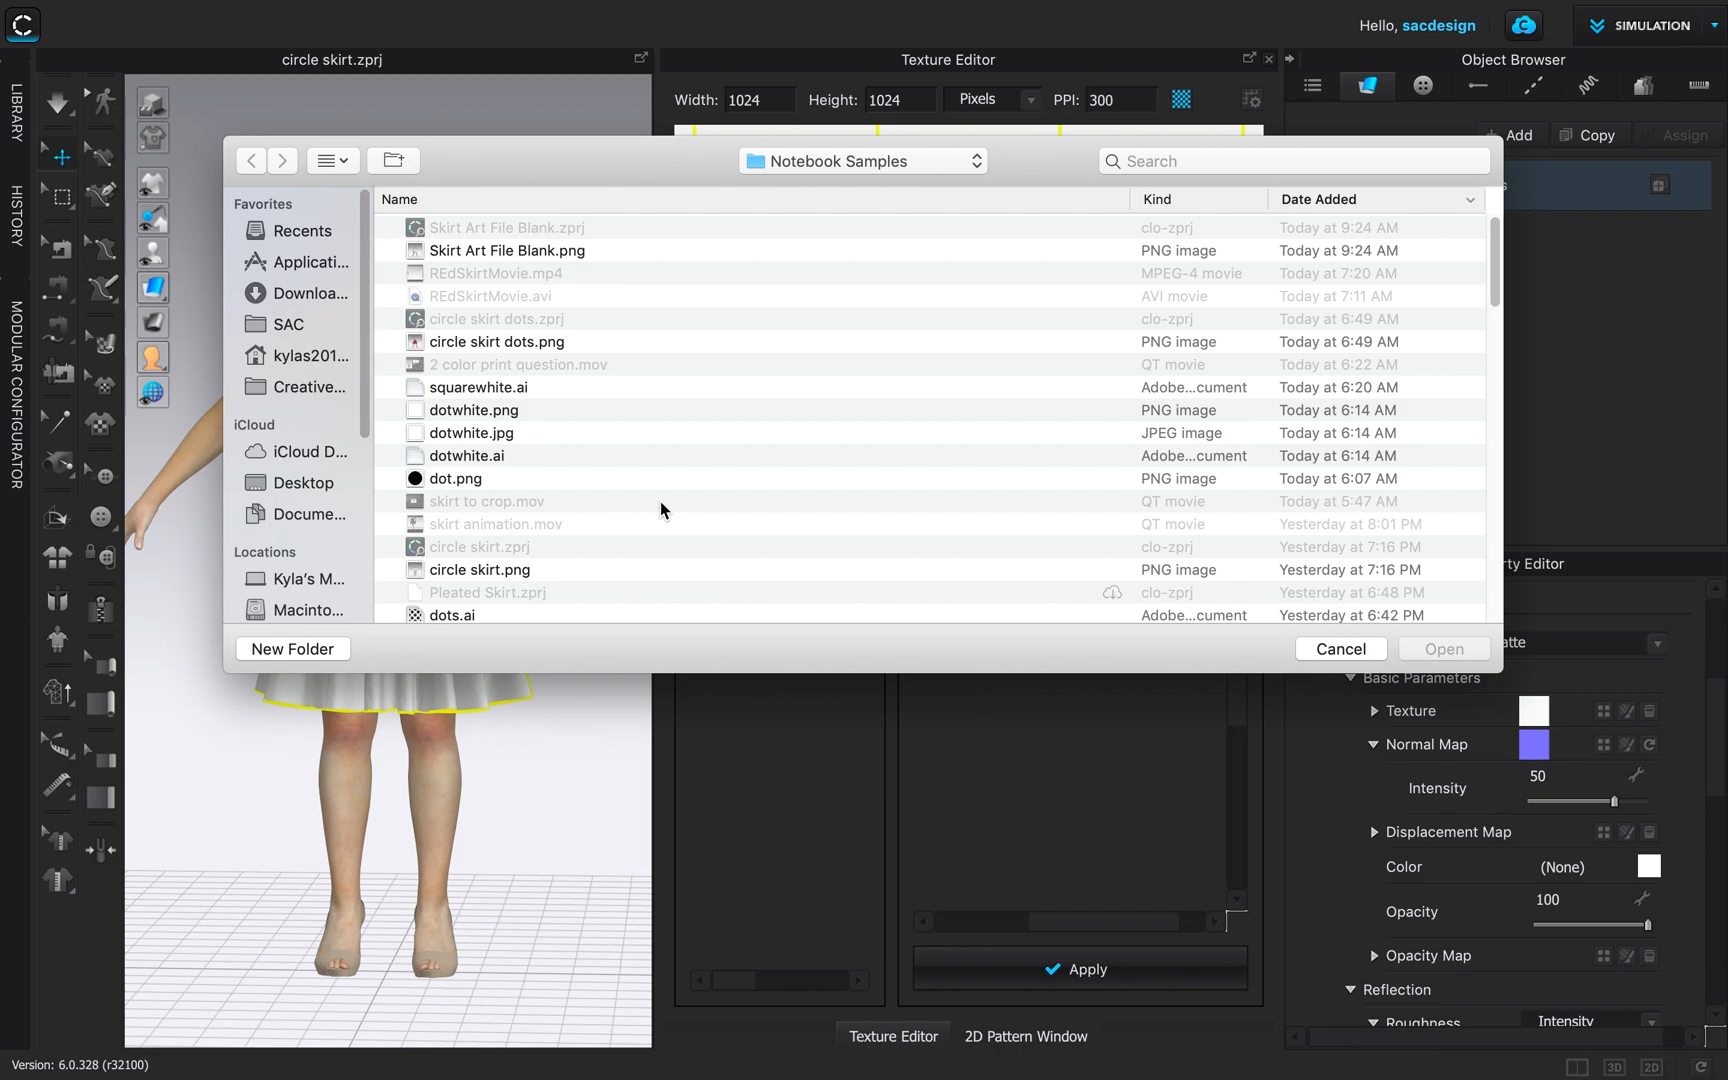 Hello, sacdesign
SIMULATION
circle skirt.zprj
Texture Editor
Object Browser
LIBRARY
HISTORY
MODULAR CONFIGURATOR
Width: 1024 Height: 1024 Pixels PPI: 300
Add Copy Assign
Notebook Samples
Search
Favorites
Recents
Applicati...
Downloa...
SAC
kylas201...
Creative...
iCloud
iCloud D...
Desktop
Docume...
Locations
Kyla's M...
Macinto...
Name Kind Date Added
Skirt Art File Blank.zprj clo-zprj Today at 9:24 AM
Skirt Art File Blank.png PNG image Today at 9:24 AM
REdSkirtMovie.mp4 MPEG-4 movie Today at 7:20 AM
REdSkirtMovie.avi AVI movie Today at 7:11 AM
circle skirt dots.zprj clo-zprj Today at 6:49 AM
circle skirt dots.png PNG image Today at 6:49 AM
2 color print question.mov QT movie Today at 6:22 AM
squarewhite.ai Adobe...cument Today at 6:20 AM
dotwhite.png PNG image Today at 6:14 AM
dotwhite.jpg JPEG image Today at 6:14 AM
dotwhite.ai Adobe...cument Today at 6:14 AM
dot.png PNG image Today at 6:07 AM
skirt to crop.mov QT movie Today at 5:47 AM
skirt animation.mov QT movie Yesterday at 8:01 PM
circle skirt.zprj clo-zprj Yesterday at 7:16 PM
circle skirt.png PNG image Yesterday at 7:16 PM
Pleated Skirt.zprj clo-zprj Yesterday at 6:48 PM
dots.ai Adobe...cument Yesterday at 6:42 PM
New Folder
Cancel
Open
rty Editor
atte
Basic Parameters
Texture
Normal Map
50
Intensity
Displacement Map
Color (None)
100
Opacity
Opacity Map
Reflection
Roughness Intensity
Apply
Texture Editor 2D Pattern Window
Version: 6.0.328 (r32100)
3D 2D